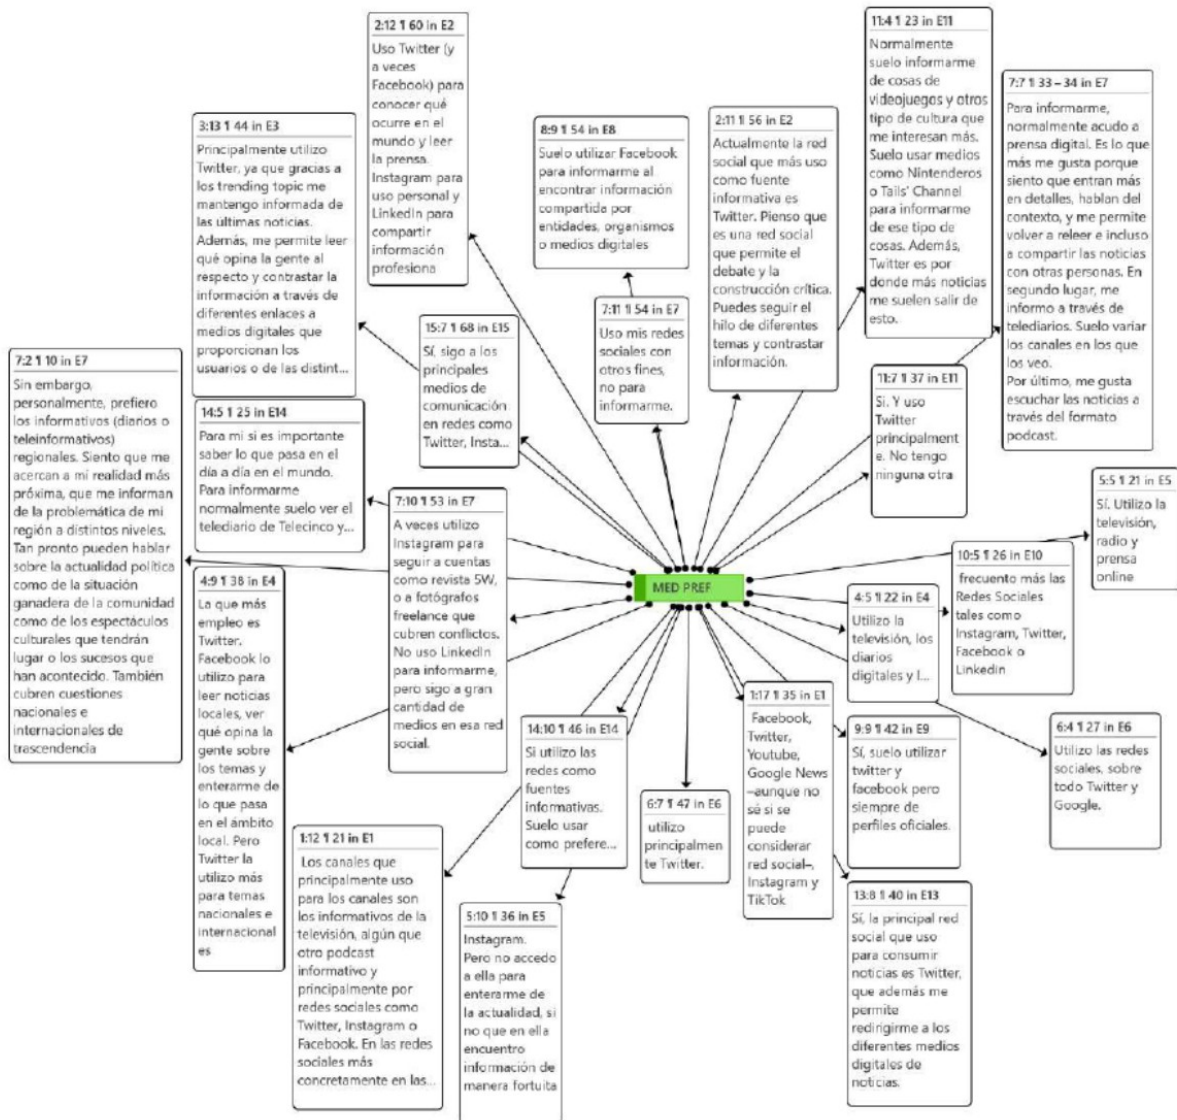 2:12 ¶ 60 in E2
Uso Twitter (y
a veces
Facebook) para
conocer qué
ocurre en el
mundo y leer
la prensa.
Instagram para
uso personal y
LinkedIn para
compartir
información
profesiona
11:4 ¶ 23 in E11
Normalmente
suelo informarme
de cosas de
videojuegos y otros
tipo de cultura que
me interesan más.
Suelo usar medios
como Nintenderos
o Tails' Channel
para informarme
de ese tipo de
cosas. Además,
Twitter es por
donde más noticias
me suelen salir de
esto.
7:7 ¶ 33 – 34 in E7
Para informarme,
normalmente acudo a
prensa digital. Es lo que
más me gusta porque
siento que entran más
en detalles, hablan del
contexto, y me permite
volver a releer e incluso
a compartir las noticias
con otras personas. En
segundo lugar, me
informo a través de
telediarios. Suelo variar
los canales en los que
los veo.
Por último, me gusta
escuchar las noticias a
través del formato
podcast.
3:13 ¶ 44 in E3
Principalmente utilizo
Twitter, ya que gracias a
los trending topic me
mantengo informada de
las últimas noticias.
Además, me permite leer
qué opina la gente al
respecto y contrastar la
información a través de
diferentes enlaces a
medios digitales que
proporcionan los
usuarios o de las distint...
8:9 ¶ 54 in E8
Suelo utilizar Facebook
para informarme al
encontrar información
compartida por
entidades, organismos
o medios digitales
2:11 ¶ 56 in E2
Actualmente la red
social que más uso
como fuente
informativa es
Twitter. Pienso que
es una red social
que permite el
debate y la
construcción crítica.
Puedes seguir el
hilo de diferentes
temas y contrastar
información.
7:11 ¶ 54 in E7
Uso mis redes
sociales con
otros fines,
no para
informarme.
15:7 ¶ 68 in E15
Sí, sigo a los
principales
medios de
comunicación
en redes como
Twitter, Insta...
7:2 ¶ 10 in E7
Sin embargo,
personalmente, prefiero
los informativos (diarios o
teleinformativos)
regionales. Siento que me
acercan a mi realidad más
próxima, que me informan
de la problemática de mi
región a distintos niveles.
Tan pronto pueden hablar
sobre la actualidad política
como de la situación
ganadera de la comunidad
como de los espectáculos
culturales que tendrán
lugar o los sucesos que
han acontecido. También
cubren cuestiones
nacionales e
internacionales de
trascendencia
14:5 ¶ 25 in E14
Para mi si es importante
saber lo que pasa en el
día a día en el mundo.
Para informarme
normalmente suelo ver el
telediario de Telecinco y...
11:7 ¶ 37 in E11
Si. Y uso
Twitter
principalment
e. No tengo
ninguna otra
5:5 ¶ 21 in E5
Sí. Utilizo la
televisión,
radio y
prensa
online
7:10 ¶ 53 in E7
A veces utilizo
Instagram para
seguir a cuentas
como revista 5W,
o a fotógrafos
freelance que
cubren conflictos.
No uso LinkedIn
para informarme,
pero sigo a gran
cantidad de
medios en esa red
social.
10:5 ¶ 26 in E10
frecuento más las
Redes Sociales
tales como
Instagram, Twitter,
Facebook o
Linkedin
MED PREF
4:9 ¶ 38 in E4
La que más
empleo es
Twitter.
Facebook lo
utilizo para
leer noticias
locales, ver
qué opina la
gente sobre
los temas y
enterarme de
lo que pasa
en el ámbito
local. Pero
Twitter la
utilizo más
para temas
nacionales e
internacional
es
4:5 ¶ 22 in E4
Utilizo la
televisión, los
diarios
digitales y l...
1:17 ¶ 35 in E1
Facebook,
Twitter,
Youtube,
Google News
–aunque no
sé si se
puede
considerar
red social–,
Instagram y
TikTok
14:10 ¶ 46 in E14
Si utilizo las
redes como
fuentes
informativas.
Suelo usar
como prefere...
9:9 ¶ 42 in E9
Sí, suelo utilizar
twitter y
facebook pero
siempre de
perfiles oficiales.
6:4 ¶ 27 in E6
Utilizo las redes
sociales, sobre
todo Twitter y
Google.
6:7 ¶ 47 in E6
utilizo
principalmen
te Twitter.
1:12 ¶ 21 in E1
Los canales que
principalmente uso
para los canales son
los informativos de la
televisión, algún que
otro podcast
informativo y
principalmente por
redes sociales como
Twitter, Instagram o
Facebook. En las redes
sociales más
concretamente en las...
5:10 ¶ 36 in E5
Instagram.
Pero no accedo
a ella para
enterarme de
la actualidad, si
no que en ella
encuentro
información de
manera fortuita
13:8 ¶ 40 in E13
Sí, la principal red
social que uso
para consumir
noticias es Twitter,
que además me
permite
redirigirme a los
diferentes medios
digitales de
noticias.